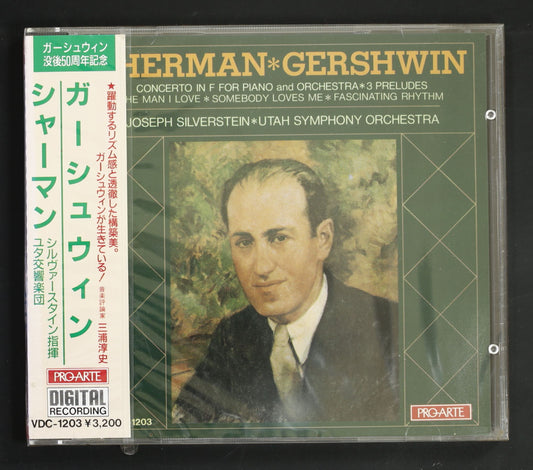 ガーシュウィン
没後50周年記念
ガーシュウィン
シャーマン
シルヴァースタイン指揮
ユタ交響楽団
★躍動するリズム感と透徹した構築美。
ガーシュウィンが生きている!
音楽評論家 三浦淳史
PRO-ARTE
DIGITAL
RECORDING
VDC-1203 ¥3,200
HERMAN*GERSHWIN
CONCERTO IN F FOR PIANO and ORCHESTRA*3 PRELUDES
HE MAN I LOVE*SOMEBODY LOVES ME*FASCINATING RHYTHM
JOSEPH SILVERSTEIN*UTAH SYMPHONY ORCHESTRA
1203
PRO-ARTE